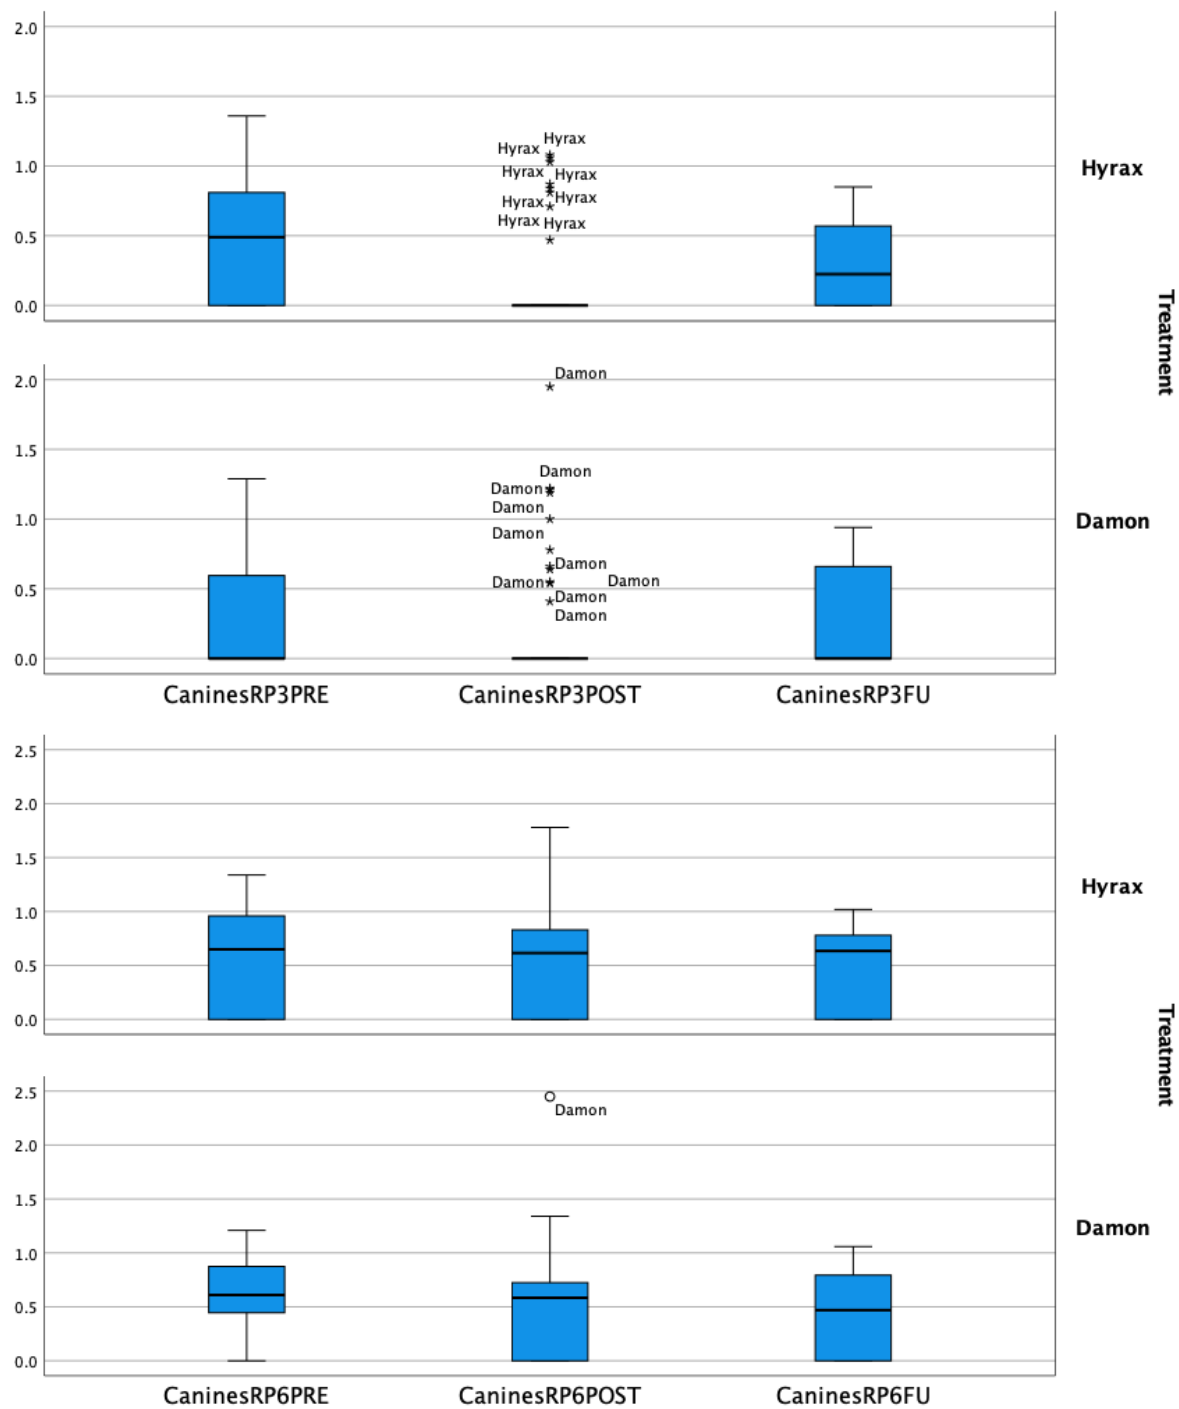 2.0
1.5
1.0
0.5
0.0
Hyrax
Hyrax
Hyrax
Hyrax
Hyrax
Hyrax
Hyrax
Hyrax
Hyrax
2.0
1.5
1.0
0.5
0.0
Damon
Damon
Damon
Damon
Damon
Damon
Damon
Damon
Damon
Damon
Damon
Treatment
CaninesRP3PRE CaninesRP3POST CaninesRP3FU
2.5
2.0
1.5
1.0
0.5
0.0
Hyrax
2.5
2.0
1.5
1.0
0.5
0.0
Damon
Damon
Treatment
CaninesRP6PRE CaninesRP6POST CaninesRP6FU